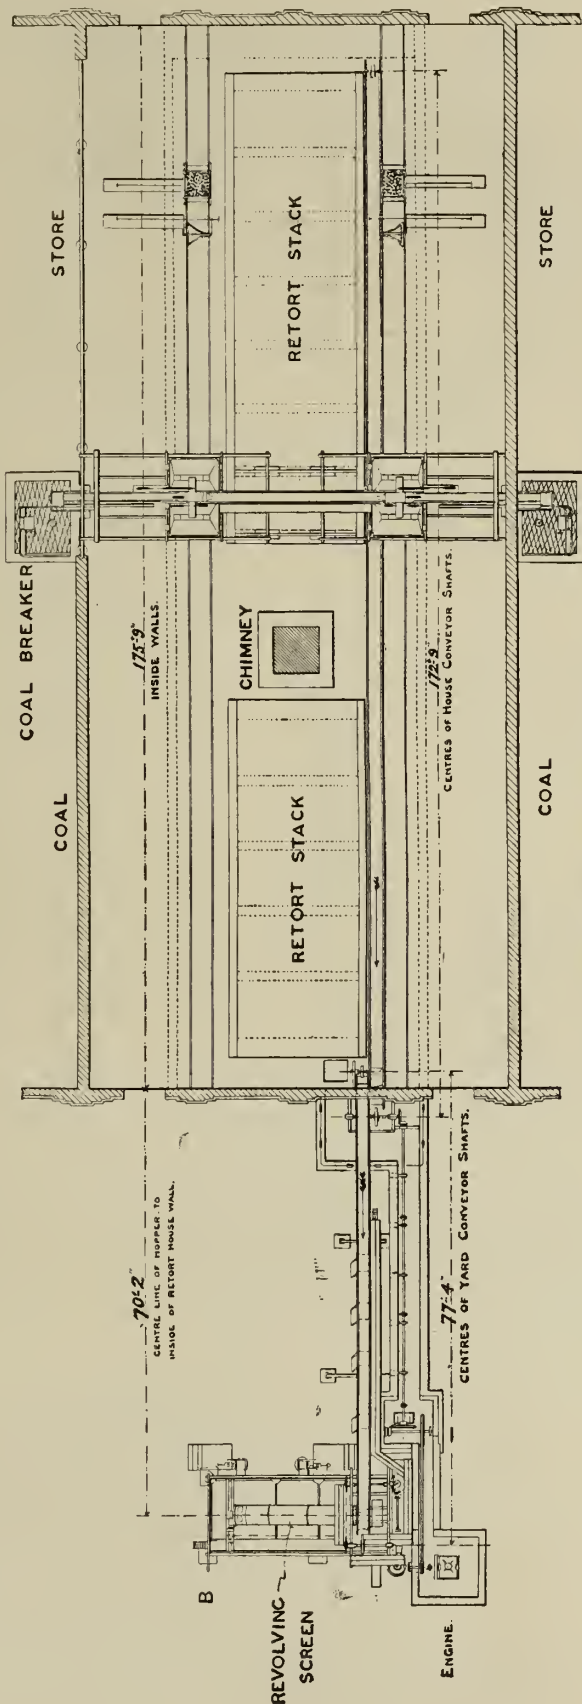 STORE
COAL BREAKER
COAL
175'-9"
INSIDE WALLS.
70'-2"
CENTRE LINE OF HOPPER TO
INSIDE OF RETORT HOUSE WALL.
B
REVOLVING
SCREEN
RETORT STACK
CHIMNEY
RETORT STACK
172'-9"
CENTRES OF HOUSE CONVEYOR SHAFTS.
77'-4"
CENTRES OF YARD CONVEYOR SHAFTS.
ENGINE.
STORE
COAL